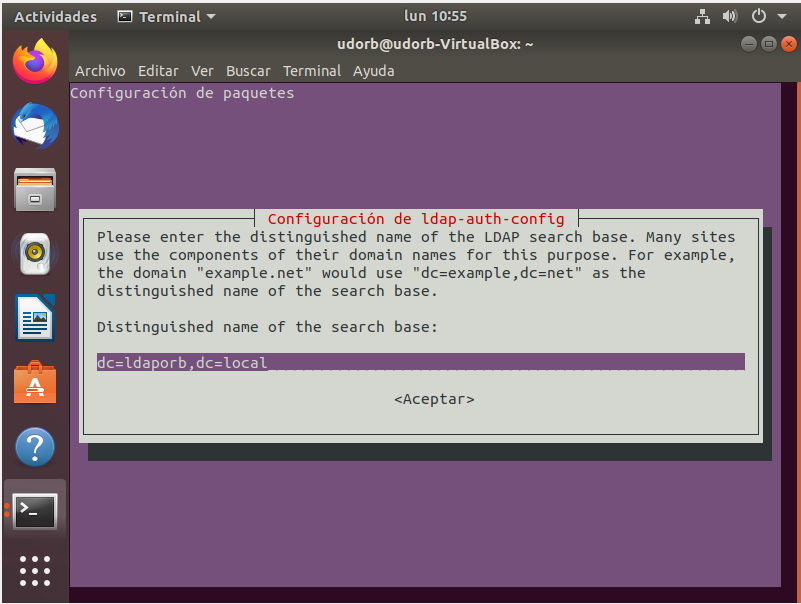 Actividades Terminal lun 10:55
udorb@udorb-VirtualBox: ~
Archivo Editar Ver Buscar Terminal Ayuda
Configuración de paquetes
Configuración de ldap-auth-config
Please enter the distinguished name of the LDAP search base. Many sites
use the components of their domain names for this purpose. For example,
the domain "example.net" would use "dc=example,dc=net" as the
distinguished name of the search base.
Distinguished name of the search base:
dc=ldaporb,dc=local
<Aceptar>